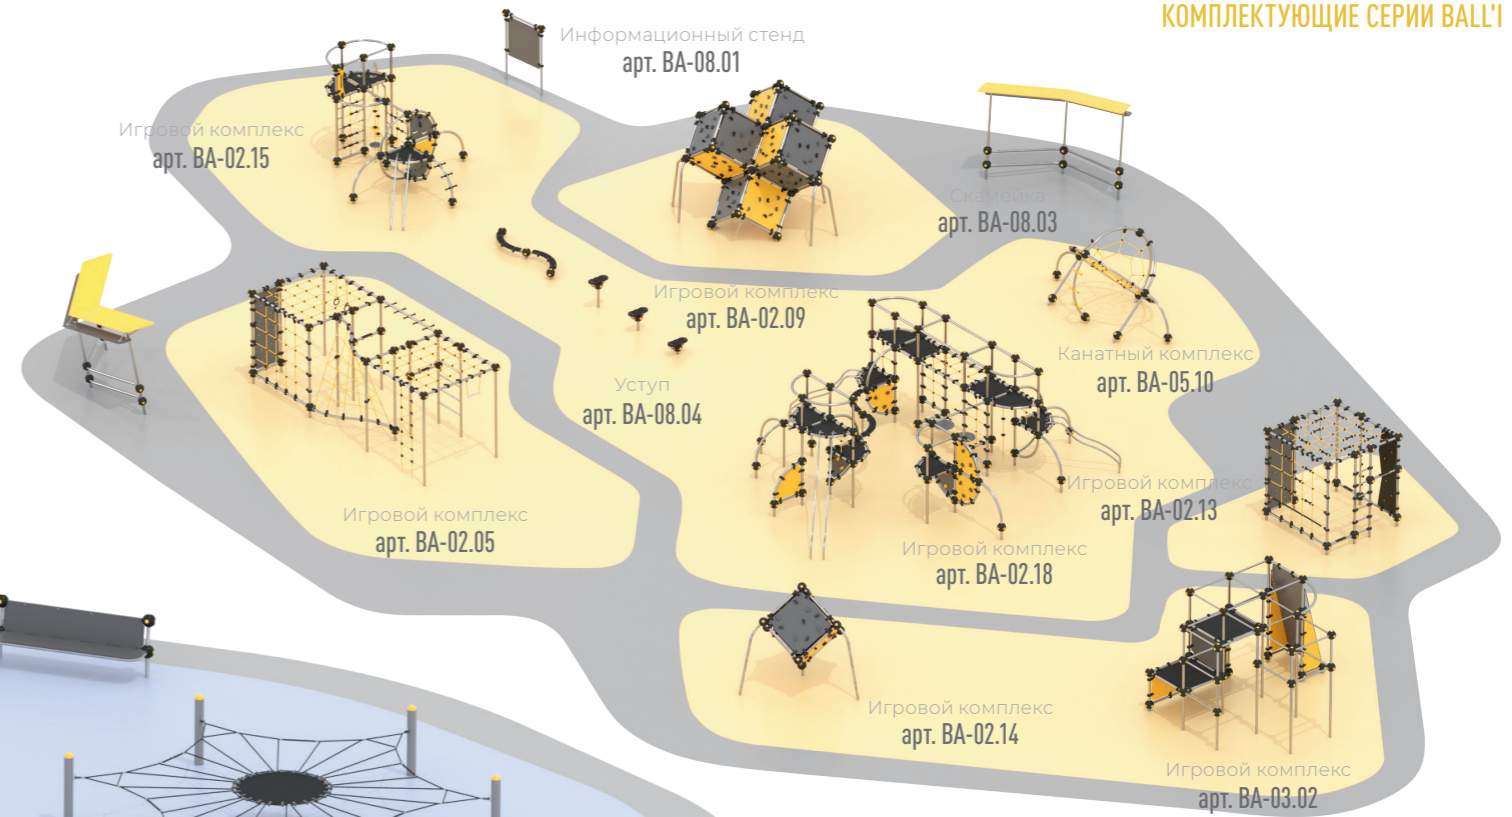 КОМПЛЕКТУЮЩИЕ СЕРИИ BALL'I
Информационный стенд
арт. BA-08.01
Игровой комплекс
арт. BA-02.15
Скамейка
арт. BA-08.03
Игровой комплекс
арт. BA-02.09
Канатный комплекс
арт. BA-05.10
Уступ
арт. BA-08.04
Игровой комплекс
арт. BA-02.13
Игровой комплекс
арт. BA-02.05
Игровой комплекс
арт. BA-02.18
Игровой комплекс
арт. BA-02.14
Игровой комплекс
арт. BA-03.02